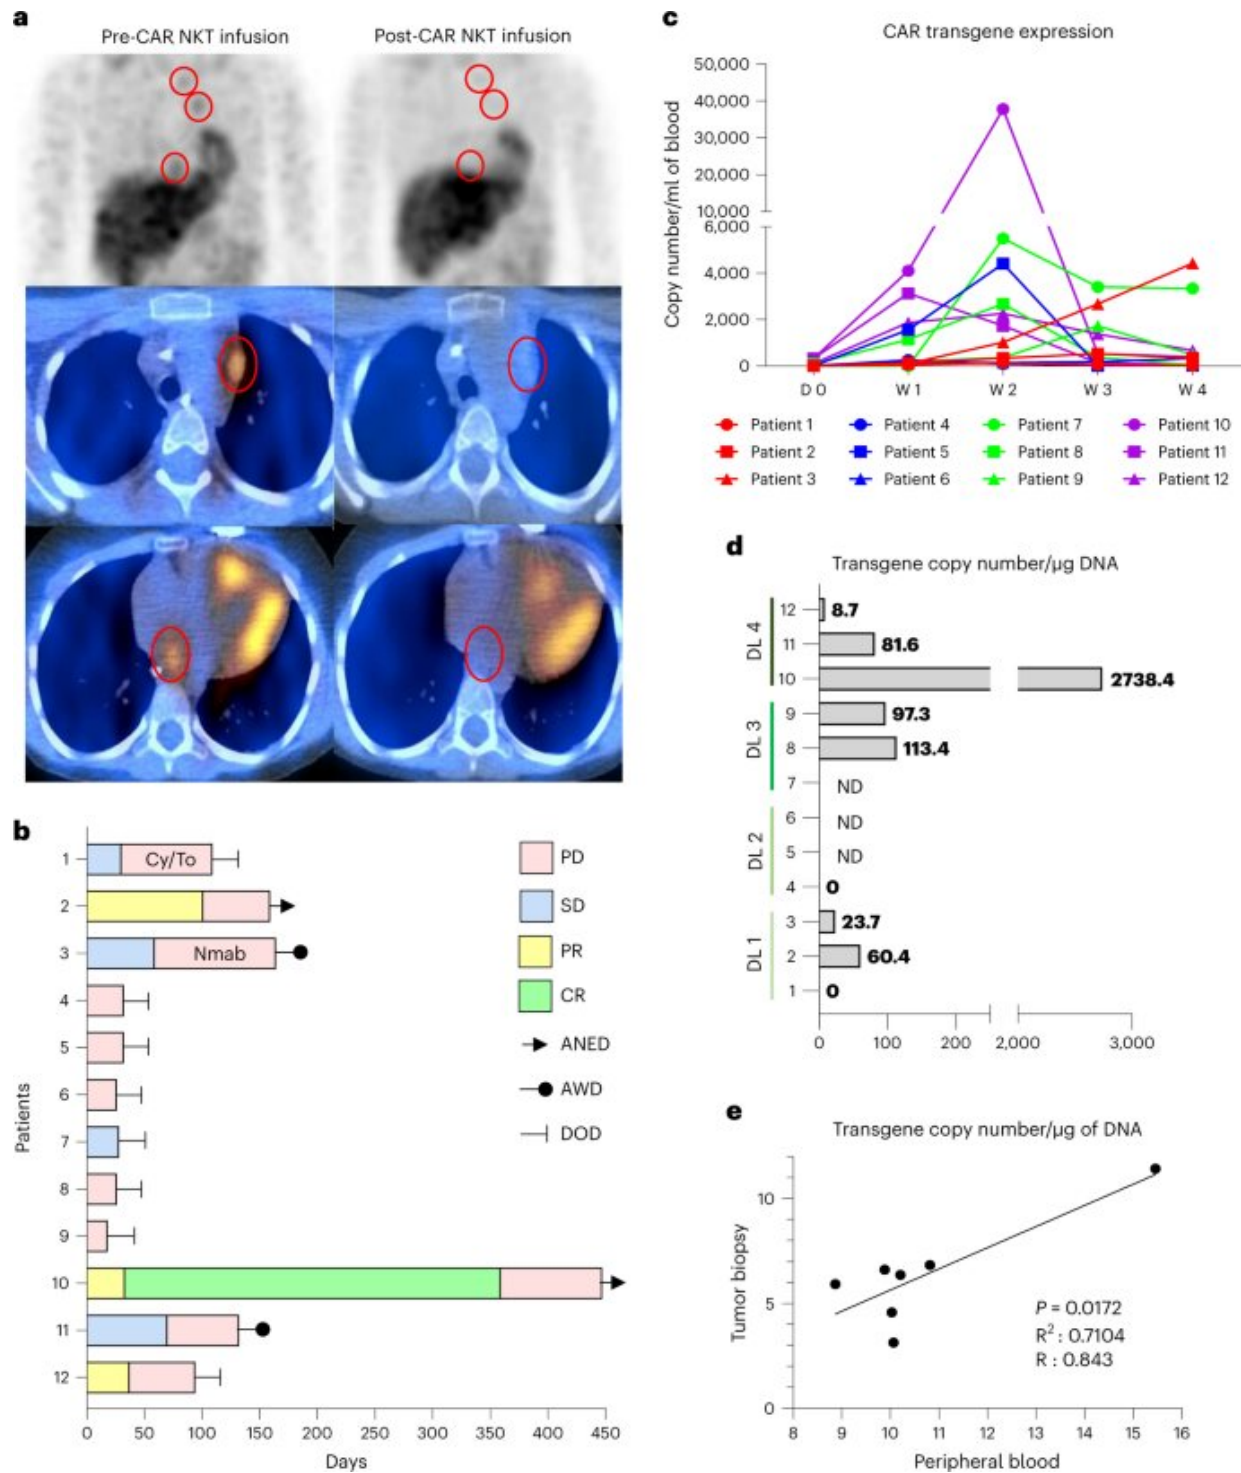 a
Pre-CAR NKT infusion
Post-CAR NKT infusion
b
1
2
3
4
5
6
7
8
9
10
11
12
Patients
Cy/To
Nmab
PD
SD
PR
CR
ANED
AWD
DOD
0 50 100 150 200 250 300 350 400 450
Days
c
CAR transgene expression
Copy number/ml of blood
50,000
40,000
30,000
20,000
10,000
6,000
4,000
2,000
0
D 0 W 1 W 2 W 3 W 4
Patient 1 Patient 4 Patient 7 Patient 10
Patient 2 Patient 5 Patient 8 Patient 11
Patient 3 Patient 6 Patient 9 Patient 12
d
Transgene copy number/µg DNA
DL 4
12 8.7
11 81.6
10 2738.4
DL 3
9 97.3
8 113.4
7 ND
DL 2
6 ND
5 ND
4 0
DL 1
3 23.7
2 60.4
1 0
0 100 200 2,000 3,000
e
Transgene copy number/µg of DNA
Tumor biopsy
10
5
0
P = 0.0172
R² : 0.7104
R : 0.843
8 9 10 11 12 13 14 15 16
Peripheral blood